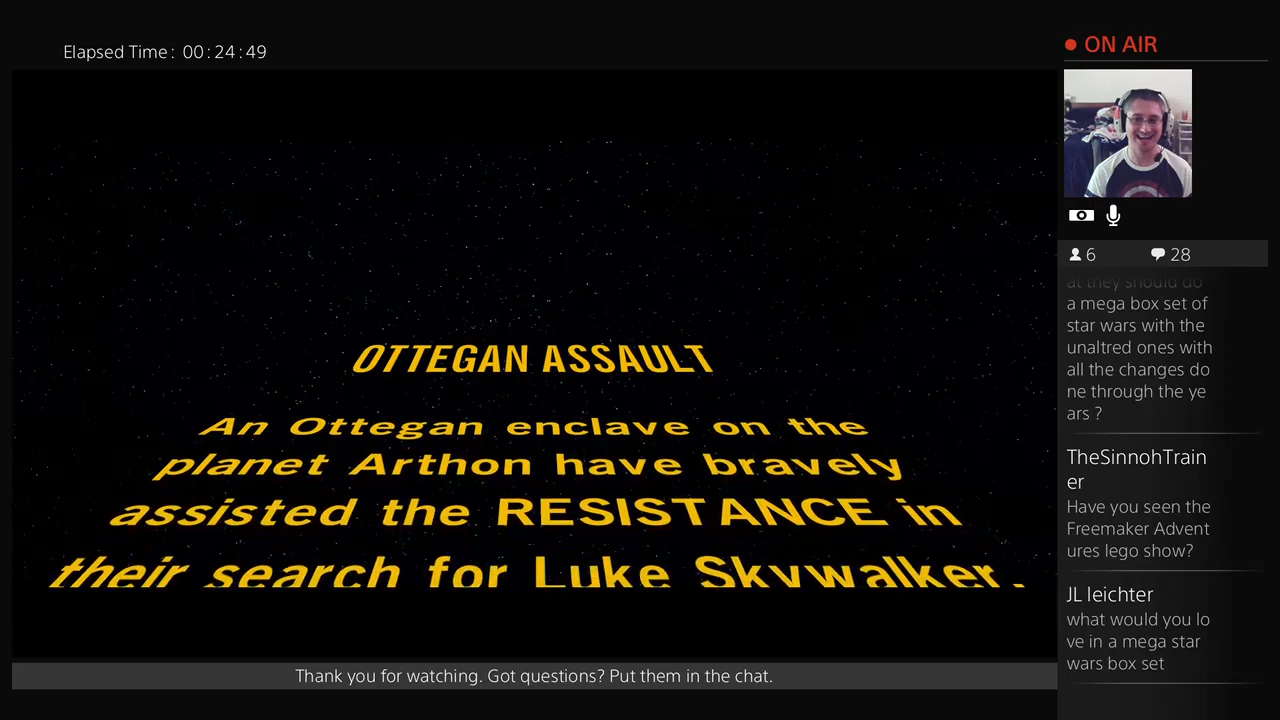 Elapsed Time: 00:24:49
ON AIR
6 28
at they should do
a mega box set of
star wars with the
unaltred ones with
all the changes do
ne through the ye
ars ?
TheSinnohTrain
er
Have you seen the
Freemaker Advent
ures lego show?
JL leichter
what would you lo
ve in a mega star
wars box set
OTTEGAN ASSAULT
An Ottegan enclave on the
planet Arthon have bravely
assisted the RESISTANCE in
their search for Luke Skywalker.
Thank you for watching. Got questions? Put them in the chat.